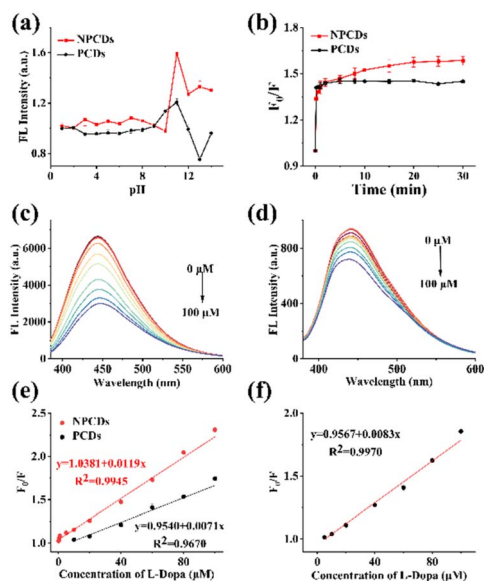 (a)
NPCDs
PCDs
FL Intensity (a.u.)
1.6
1.4
1.2
1.0
0.8
0
4
8
12
pH
(b)
NPCDs
PCDs
F0/F
1.8
1.5
1.2
0.9
0
10
20
30
Time (min)
(c)
FL Intensity (a.u.)
6000
4000
2000
0
0 μM
100 μM
400
450
500
550
600
Wavelength (nm)
(d)
FL Intensity (a.u.)
800
400
0
0 μM
100 μM
400
500
600
Wavelength (nm)
(e)
NPCDs
PCDs
F0/F
2.5
2.0
1.5
1.0
y=1.0381+0.0119x
R²=0.9945
y=0.9540+0.0071x
R²=0.9670
0
20
40
60
80
100
Concentration of L-Dopa (μM)
(f)
F0/F
2.0
1.5
1.0
y=0.9567+0.0083x
R²=0.9970
0
20
40
60
80
100
Concentration of L-Dopa (μM)